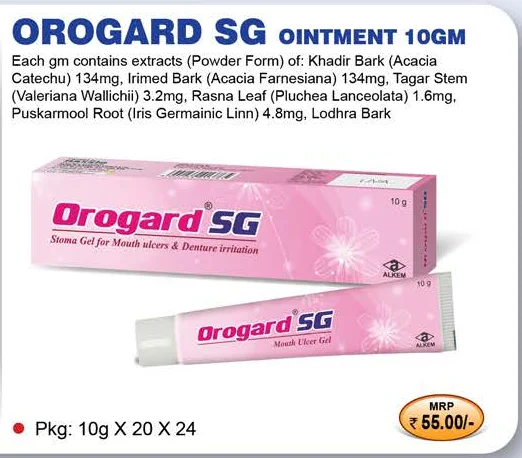 OROGARD SG OINTMENT 10GM
Each gm contains extracts (Powder Form) of: Khadir Bark (Acacia
Catechu) 134mg, Irimed Bark (Acacia Farnesiana) 134mg, Tagar Stem
(Valeriana Wallichii) 3.2mg, Rasna Leaf (Pluchea Lanceolata) 1.6mg,
Puskarmool Root (Iris Germainic Linn) 4.8mg, Lodhra Bark
10 g
Orogard® SG
Stoma Gel for Mouth ulcers & Denture irritation
ALKEM
10 g
Orogard® SG
Mouth Ulcer Gel
ALKEM
MRP
₹ 55.00/-
Pkg: 10g X 20 X 24